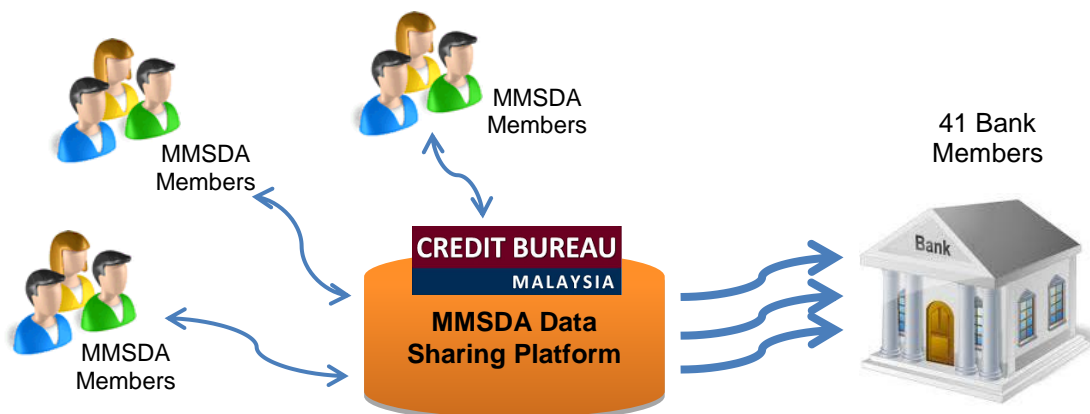 MMSDA
Members
MMSDA
Members
41 Bank
Members
CREDIT BUREAU
MALAYSIA
Bank
MMSDA Data
Sharing Platform
MMSDA
Members